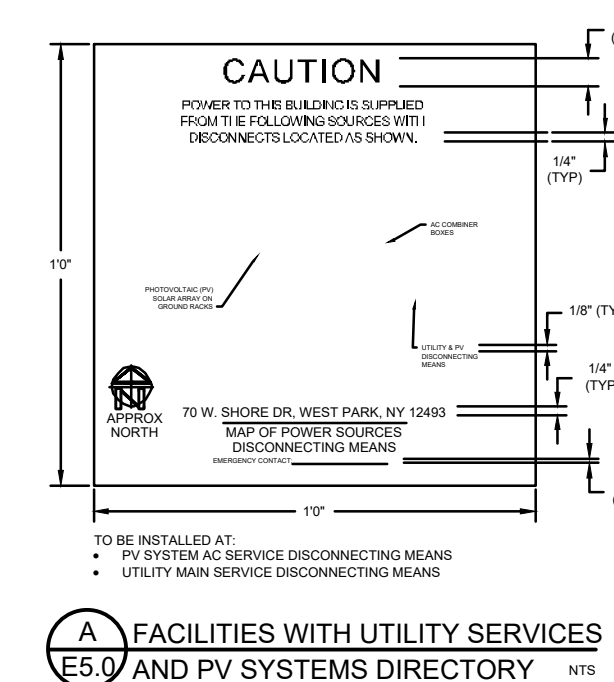 CAUTION
POWER TO THIS BUILDING IS SUPPLIED
FROM THE FOLLOWING SOURCES WITH
DISCONNECTS LOCATED AS SHOWN.
1/4"
(TYP)
AC COMBINER
BOXES
1'0"
PHOTOVOLTAIC (PV)
SOLAR ARRAY ON
GROUND RACKS
1/8" (TY
UTILITY & PV
DISCONNECTING
MEANS
1/4"
(TYP
APPROX
NORTH
70 W. SHORE DR, WEST PARK, NY 12493
MAP OF POWER SOURCES
DISCONNECTING MEANS
EMERGENCY CONTACT:
1'0"
TO BE INSTALLED AT:
• PV SYSTEM AC SERVICE DISCONNECTING MEANS
• UTILITY MAIN SERVICE DISCONNECTING MEANS
A
E5.0
FACILITIES WITH UTILITY SERVICES
AND PV SYSTEMS DIRECTORY NTS